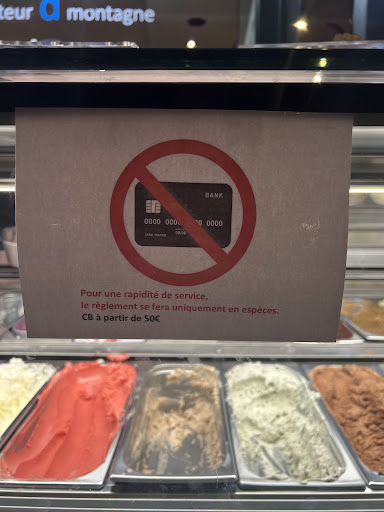 teur a montagne
BANK
0000 0000 0000 0000
Pour une rapidité de service,
le règlement se fera uniquement en espèces.
CB à partir de 50€